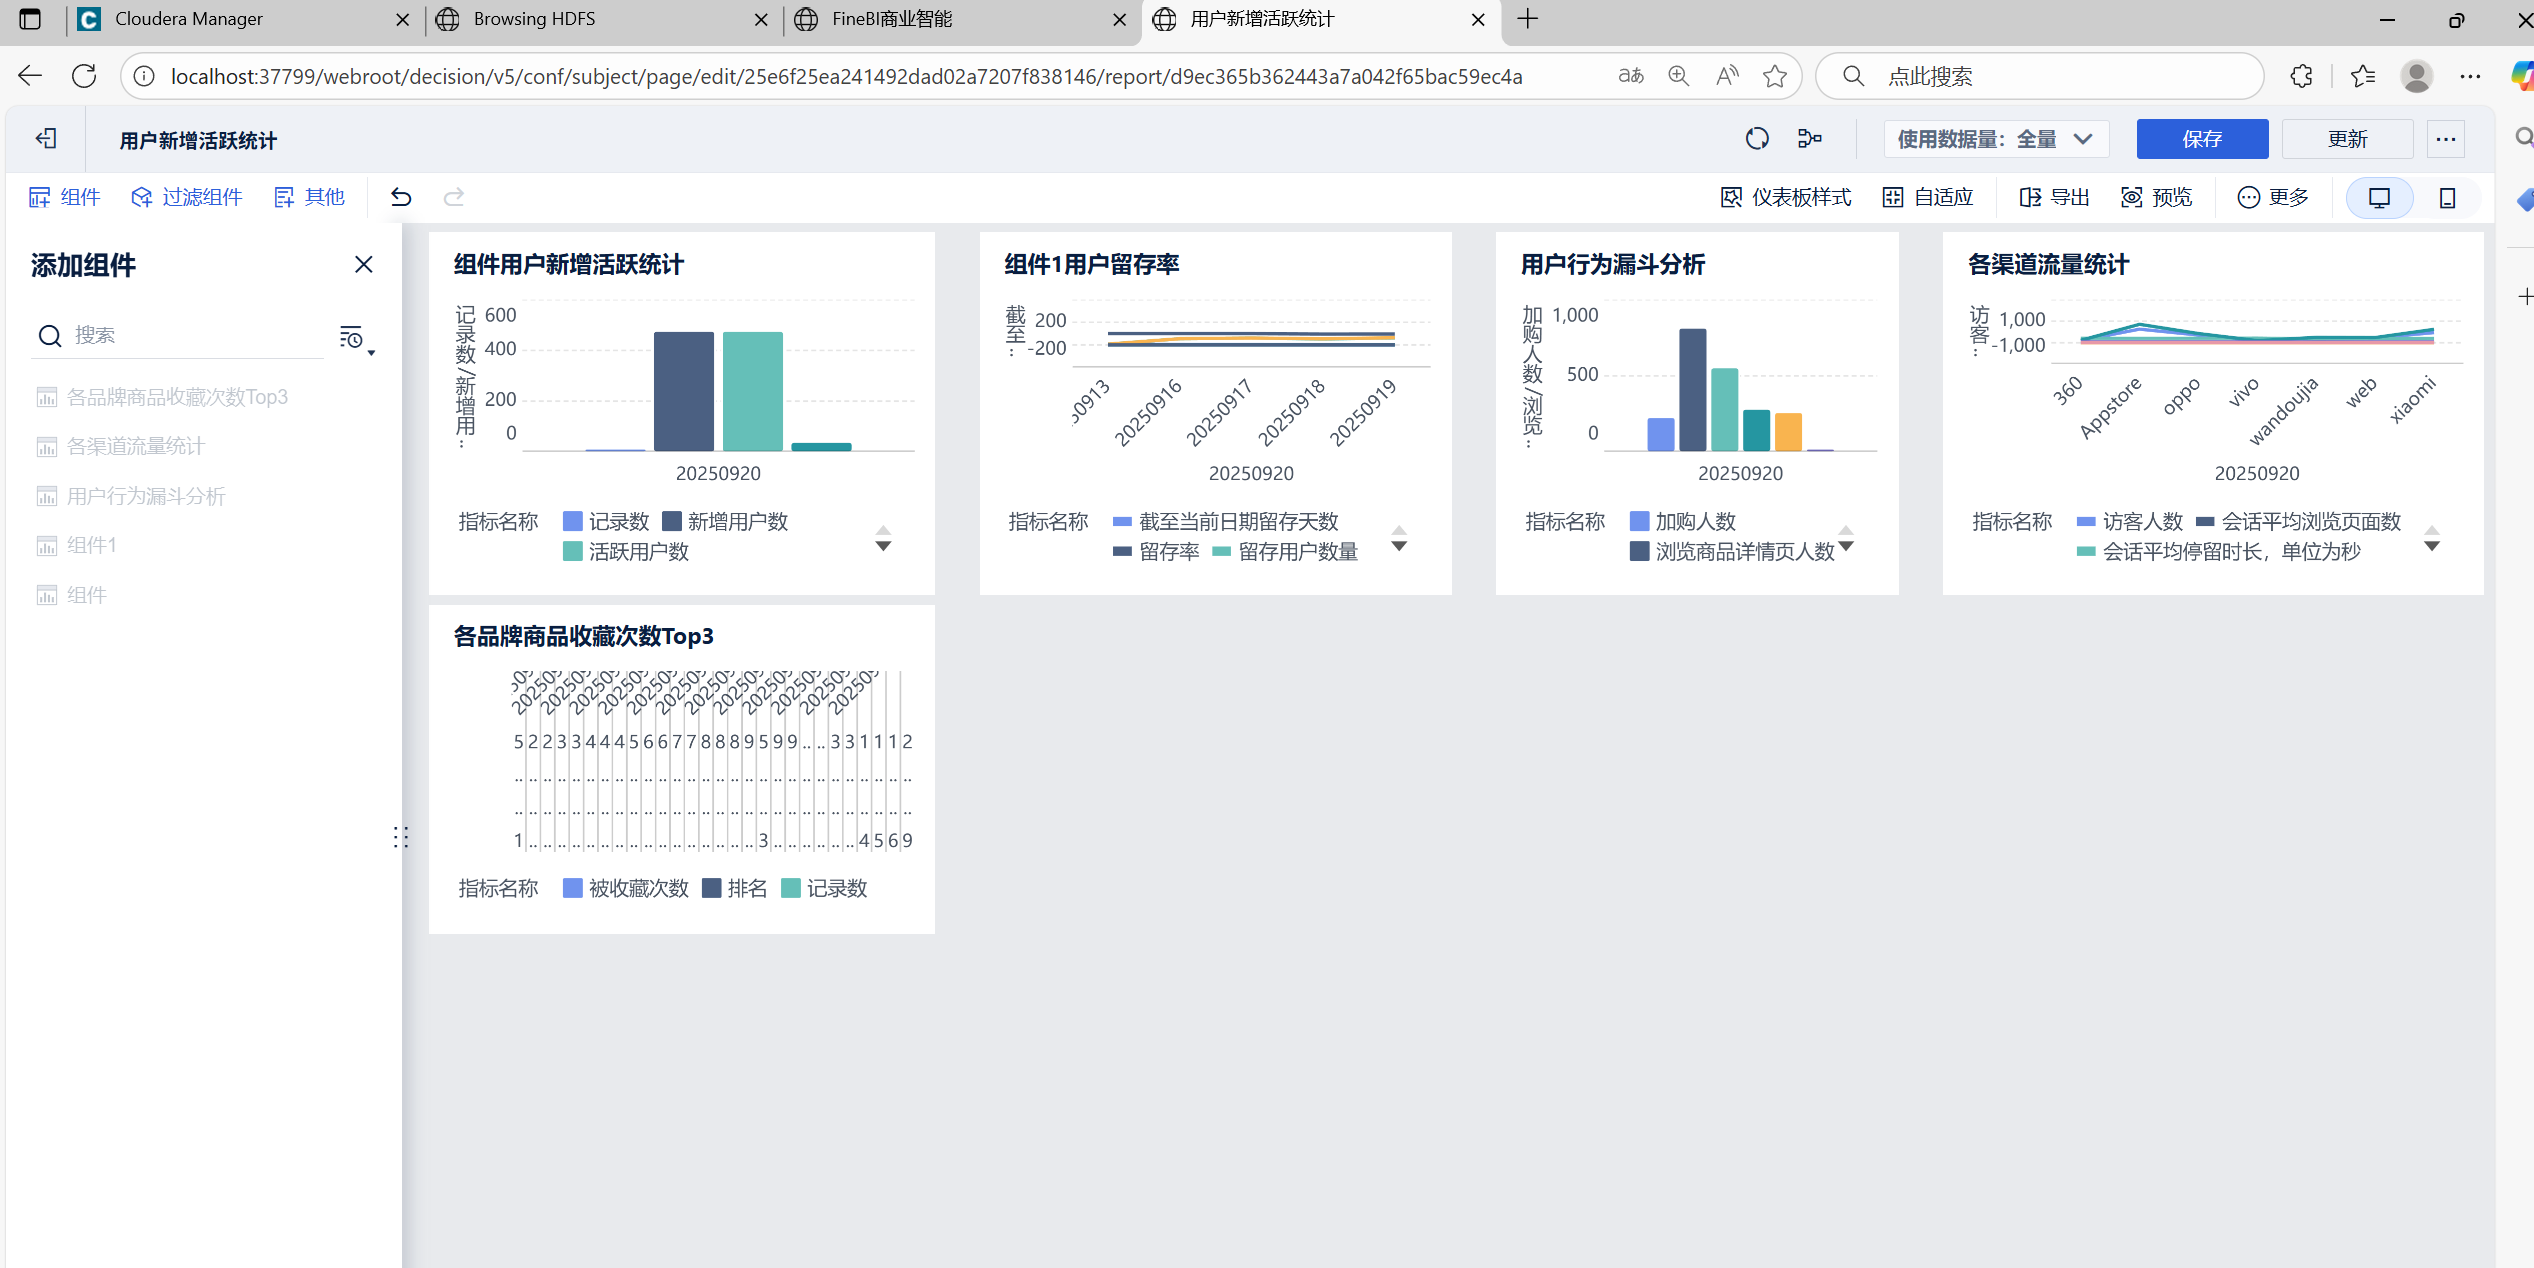 Cloudera Manager
Browsing HDFS
FineBI商业智能
用户新增活跃统计
localhost:37799/webroot/decision/v5/conf/subject/page/edit/25e6f25ea241492dad02a7207f838146/report/d9ec365b362443a7a042f65bac59ec4a
点此搜索
用户新增活跃统计
使用数据量：全量
保存
更新
组件
过滤组件
其他
仪表板样式
自适应
导出
预览
更多
添加组件
搜索
各品牌商品收藏次数Top3
各渠道流量统计
用户行为漏斗分析
组件1
组件
组件用户新增活跃统计
记录数/新增用..
600
400
200
0
20250920
指标名称
记录数
新增用户数
活跃用户数
组件1用户留存率
截至..
200
-200
50913
20250916
20250917
20250918
20250919
20250920
指标名称
截至当前日期留存天数
留存率
留存用户数量
用户行为漏斗分析
加购人数/浏览..
1,000
500
0
20250920
指标名称
加购人数
浏览商品详情页人数
各渠道流量统计
访客..
1,000
-1,000
360
Appstore
oppo
vivo
wandoujia
web
xiaomi
20250920
指标名称
访客人数
会话平均浏览页面数
会话平均停留时长，单位为秒
各品牌商品收藏次数Top3
5 2 2 3 3 4 4 4 5 6 6 7 7 8 8 8 9 5 9 9 .. .. 3 3 1 1 1 2
1 .. .. .. .. .. .. .. .. .. .. .. .. .. .. .. .. 3 .. .. .. .. .. .. 4 5 6 9
指标名称
被收藏次数
排名
记录数